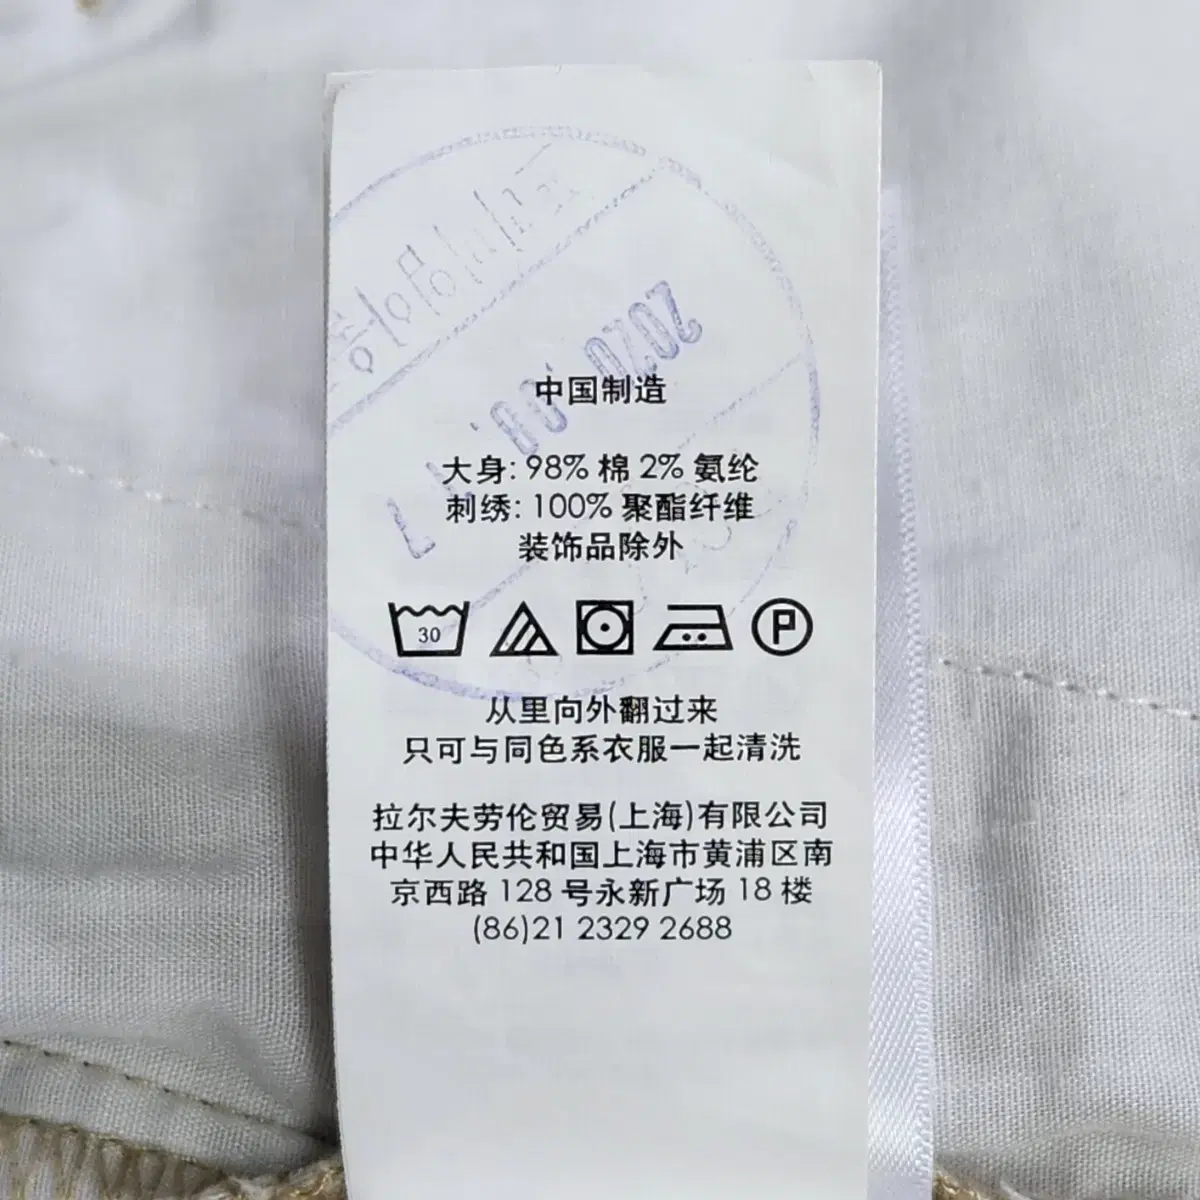 2020.08.17
中国制造
大身: 98% 棉 2% 氨纶
刺绣: 100% 聚酯纤维
装饰品除外
30
P
从里向外翻过来
只可与同色系衣服一起清洗
拉尔夫劳伦贸易(上海)有限公司
中华人民共和国上海市黄浦区南
京西路 128 号永新广场 18 楼
(86)21 2329 2688